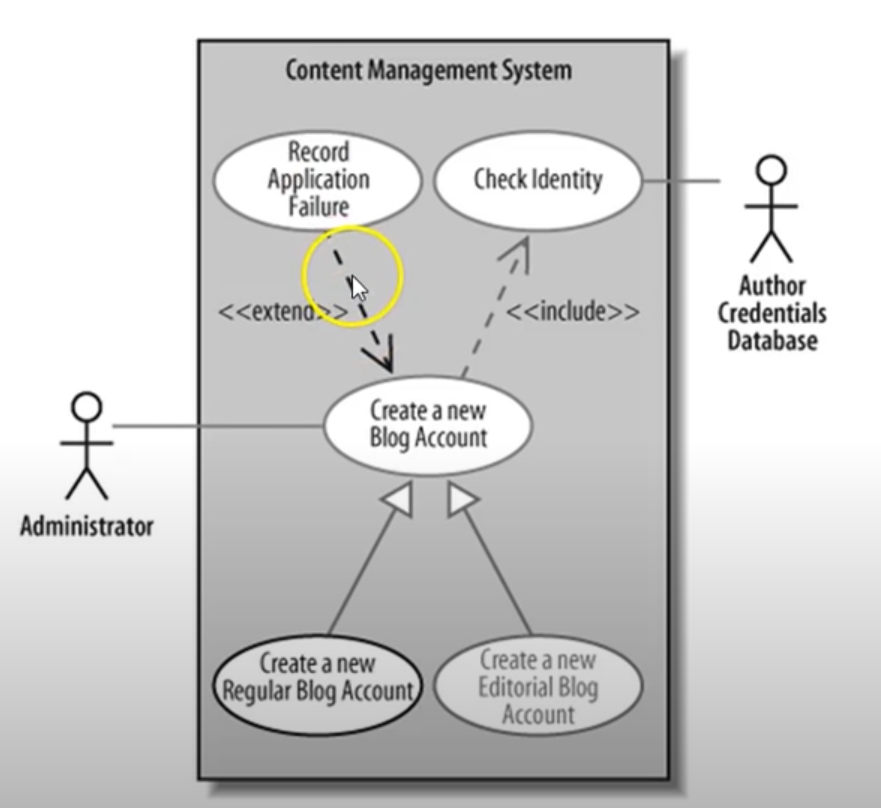 Content Management System
Record
Application
Failure
Check Identity
<<extend>>
<<include>>
Author
Credentials
Database
Create a new
Blog Account
Administrator
Create a new
Regular Blog Account
Create a new
Editorial Blog
Account